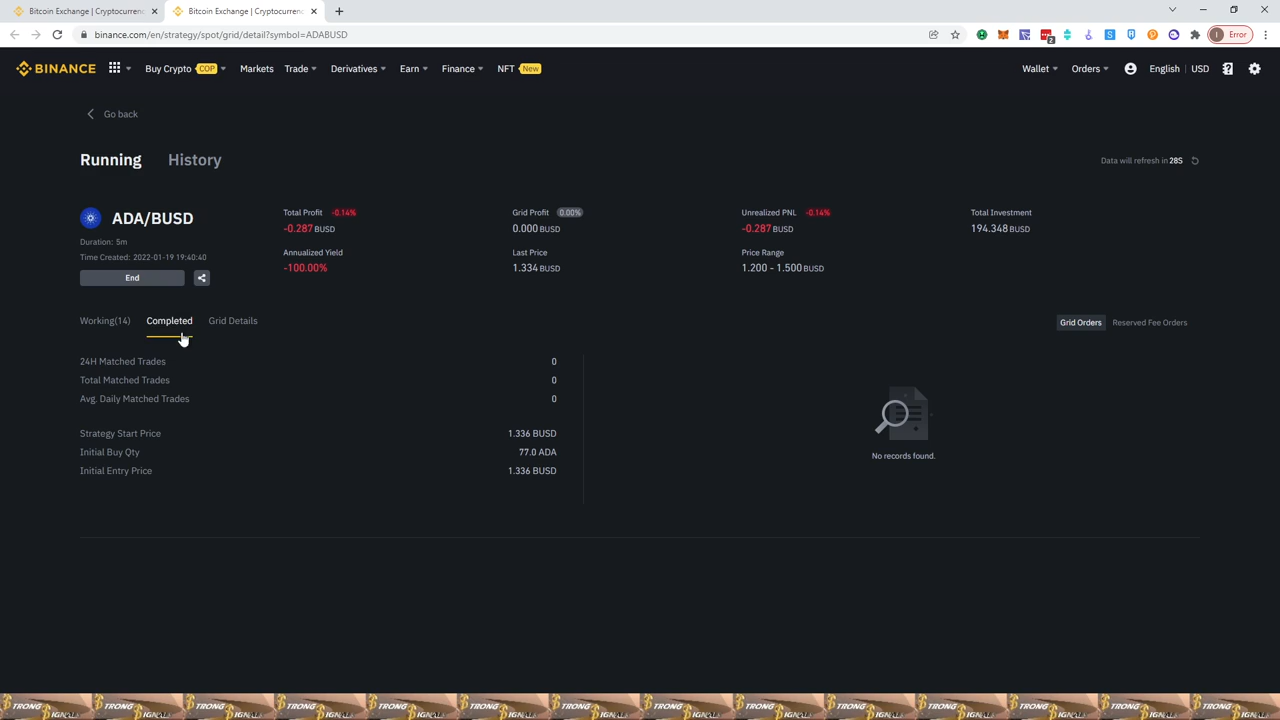 Bitcoin Exchange | Cryptocurrenc
Bitcoin Exchange | Cryptocurrenc
binance.com/en/strategy/spot/grid/detail?symbol=ADABUSD
2
I
Error
BINANCE
Buy Crypto COP Markets Trade Derivatives Earn Finance NFT New
Wallet Orders English | USD
Go back
Running History
Data will refresh in 28S
ADA/BUSD
Duration: 5m
Time Created: 2022-01-19 19:40:40
End
Total Profit -0.14%
-0.287 BUSD
Annualized Yield
-100.00%
Grid Profit 0.00%
0.000 BUSD
Last Price
1.334 BUSD
Unrealized PNL -0.14%
-0.287 BUSD
Price Range
1.200 - 1.500 BUSD
Total Investment
194.348 BUSD
Working(14) Completed Grid Details
Grid Orders Reserved Fee Orders
24H Matched Trades 0
Total Matched Trades 0
Avg. Daily Matched Trades 0
Strategy Start Price 1.336 BUSD
Initial Buy Qty 77.0 ADA
Initial Entry Price 1.336 BUSD
No records found.